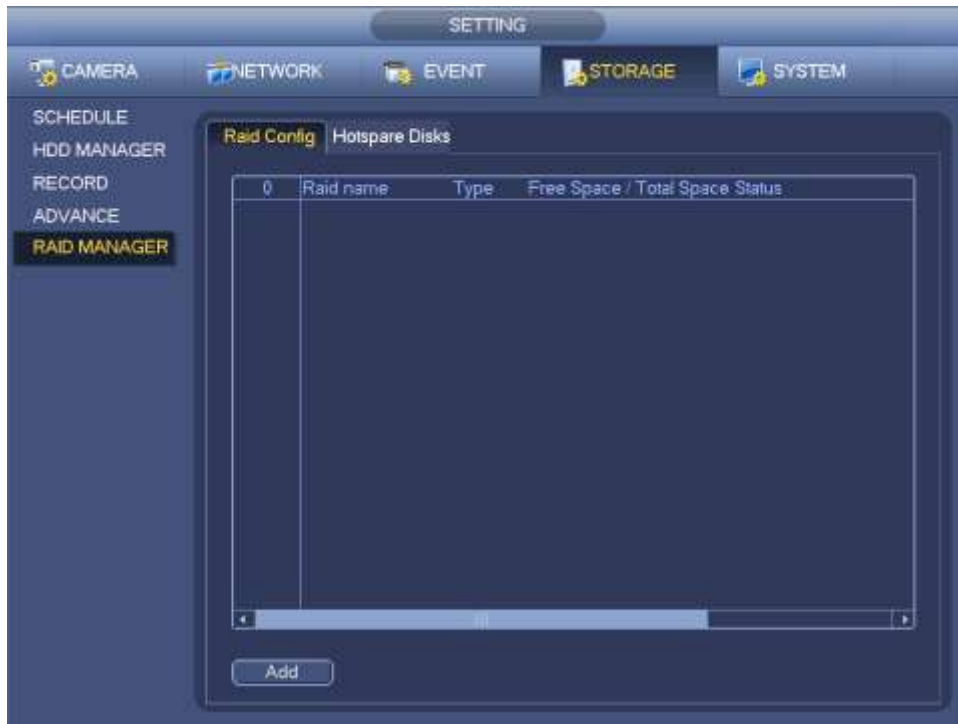 SETTING
CAMERA NETWORK EVENT STORAGE SYSTEM
SCHEDULE
HDD MANAGER
RECORD
ADVANCE
RAID MANAGER
Raid Config Hotspare Disks
0 Raid name Type Free Space / Total Space Status
Add